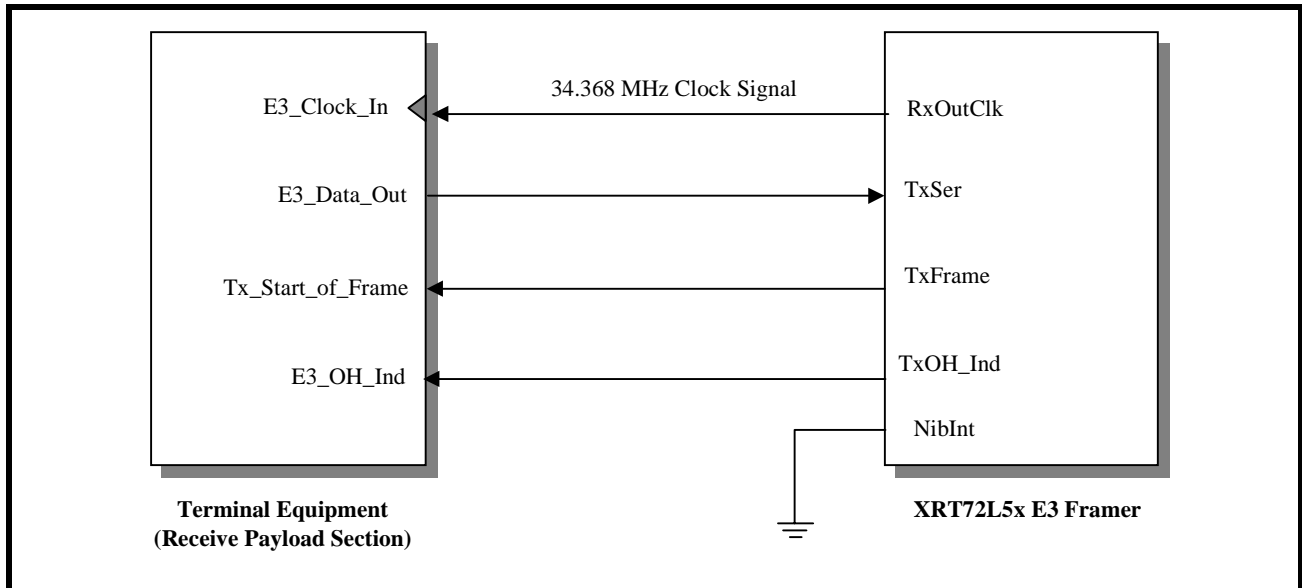 34.368 MHz Clock Signal
E3_Clock_In
RxOutClk
E3_Data_Out
TxSer
Tx_Start_of_Frame
TxFrame
E3_OH_Ind
TxOH_Ind
NibInt
Terminal Equipment
(Receive Payload Section)
XRT72L5x E3 Framer